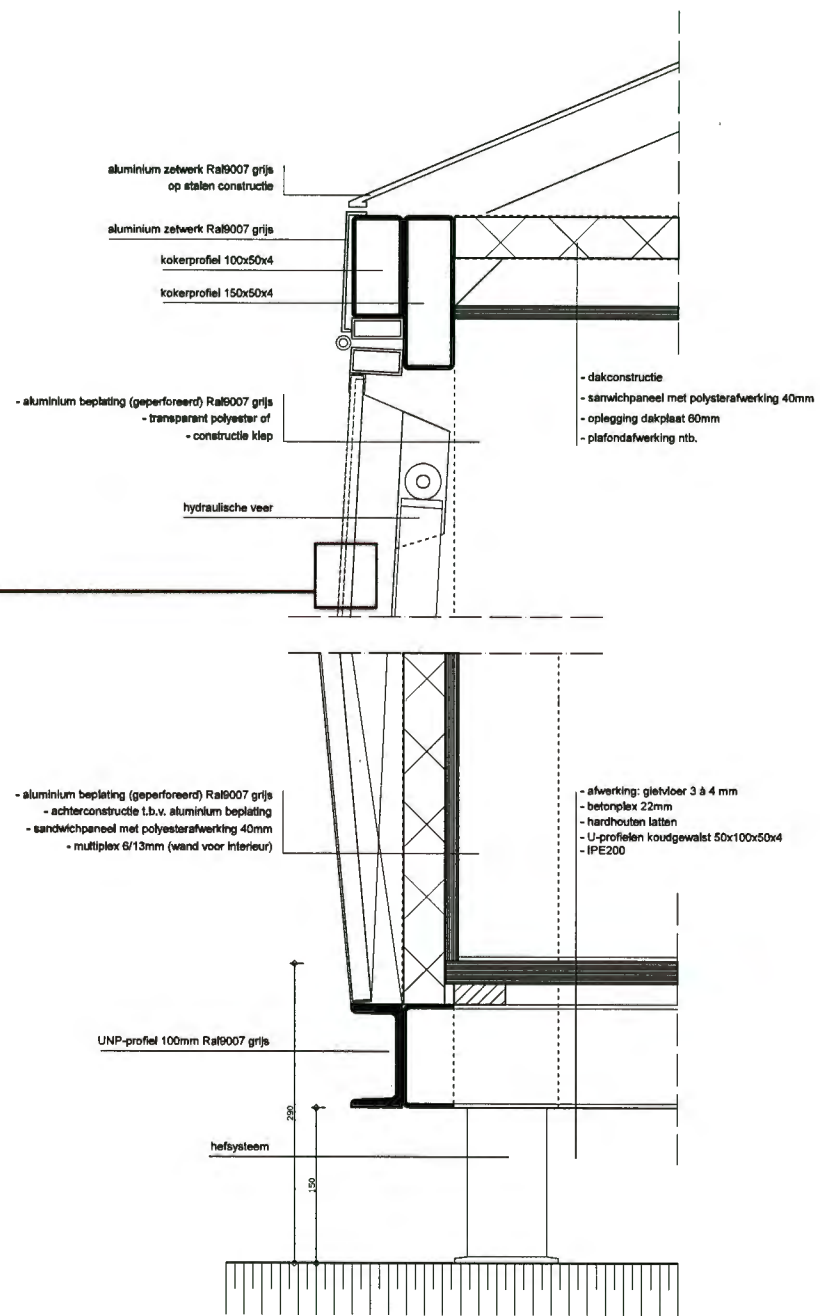 aluminium zetwerk Ral9007 grijs
op stalen constructie
aluminium zetwerk Ral9007 grijs
kokerprofiel 100x50x4
kokerprofiel 150x50x4
- aluminium beplating (geperforeerd) Ral9007 grijs
- transparant polyester of
- constructie klep
hydraulische veer
- dakconstructie
- sanwichpaneel met polysterafwerking 40mm
- oplegging dakplaat 60mm
- plafondafwerking ntb.
- aluminium beplating (geperforeerd) Ral9007 grijs
- achterconstructie t.b.v. aluminium beplating
- sandwichpaneel met polyesterafwerking 40mm
- multiplex 6/13mm (wand voor interieur)
- afwerking: gietvloer 3 à 4 mm
- betonplex 22mm
- hardhouten latten
- U-profielen koudgewalst 50x100x50x4
- IPE200
UNP-profiel 100mm Ral9007 grijs
290
hefsysteem
150